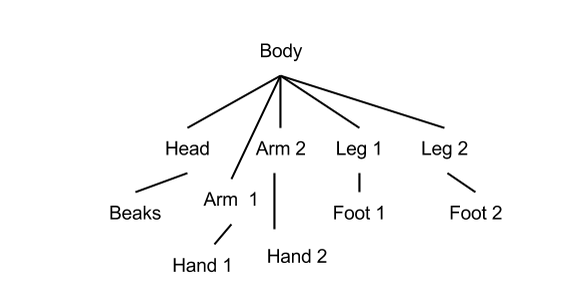 Body
Head
Arm 2
Leg 1
Leg 2
Arm 1
Beaks
Foot 1
Foot 2
Hand 1
Hand 2